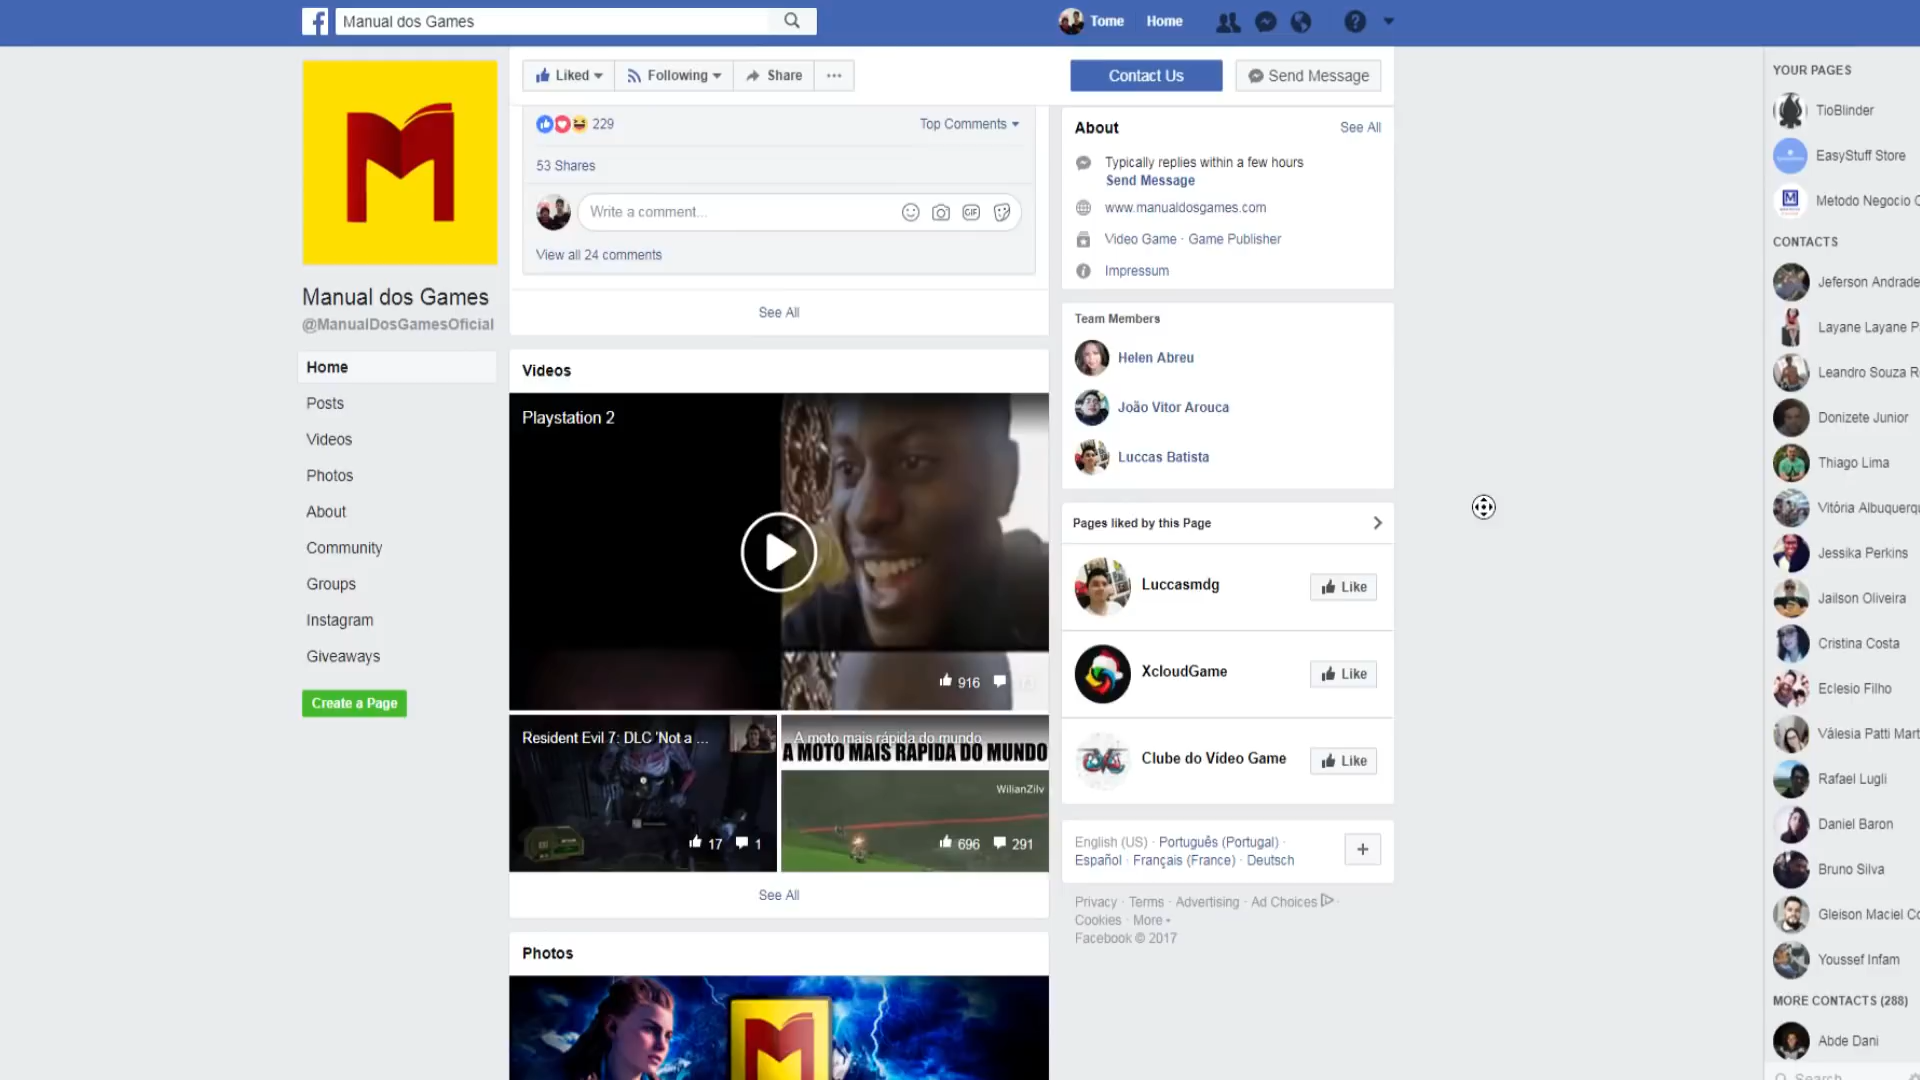 Manual dos Games
Tome
Home
Liked
Following
Share
Contact Us
Send Message
Manual dos Games
@ManualDosGamesOficial
Home
Posts
Videos
Photos
About
Community
Groups
Instagram
Giveaways
Create a Page
229
Top Comments
53 Shares
Write a comment...
GIF
View all 24 comments
See All
Videos
Playstation 2
916
Resident Evil 7: DLC 'Not a ...
17
1
A moto mais rápida do mundo
A MOTO MAIS RÁPIDA DO MUNDO
WilianZilv
696
291
See All
Photos
About
See All
Typically replies within a few hours
Send Message
www.manualdosgames.com
Video Game · Game Publisher
Impressum
Team Members
Helen Abreu
João Vitor Arouca
Luccas Batista
Pages liked by this Page
Luccasmdg
Like
XcloudGame
Like
Clube do Vídeo Game
Like
English (US) · Português (Portugal) ·
Español · Français (France) · Deutsch
Privacy · Terms · Advertising · Ad Choices ·
Cookies · More
Facebook © 2017
YOUR PAGES
TioBlinder
EasyStuff Store
Metodo Negocio
CONTACTS
Jeferson Andrade
Layane Layane P
Leandro Souza R
Donizete Junior
Thiago Lima
Vitória Albuquerqu
Jessika Perkins
Jailson Oliveira
Cristina Costa
Eclesio Filho
Válesia Patti Mart
Rafael Lugli
Daniel Baron
Bruno Silva
Gleison Maciel Co
Youssef Infam
MORE CONTACTS (288)
Abde Dani
Search